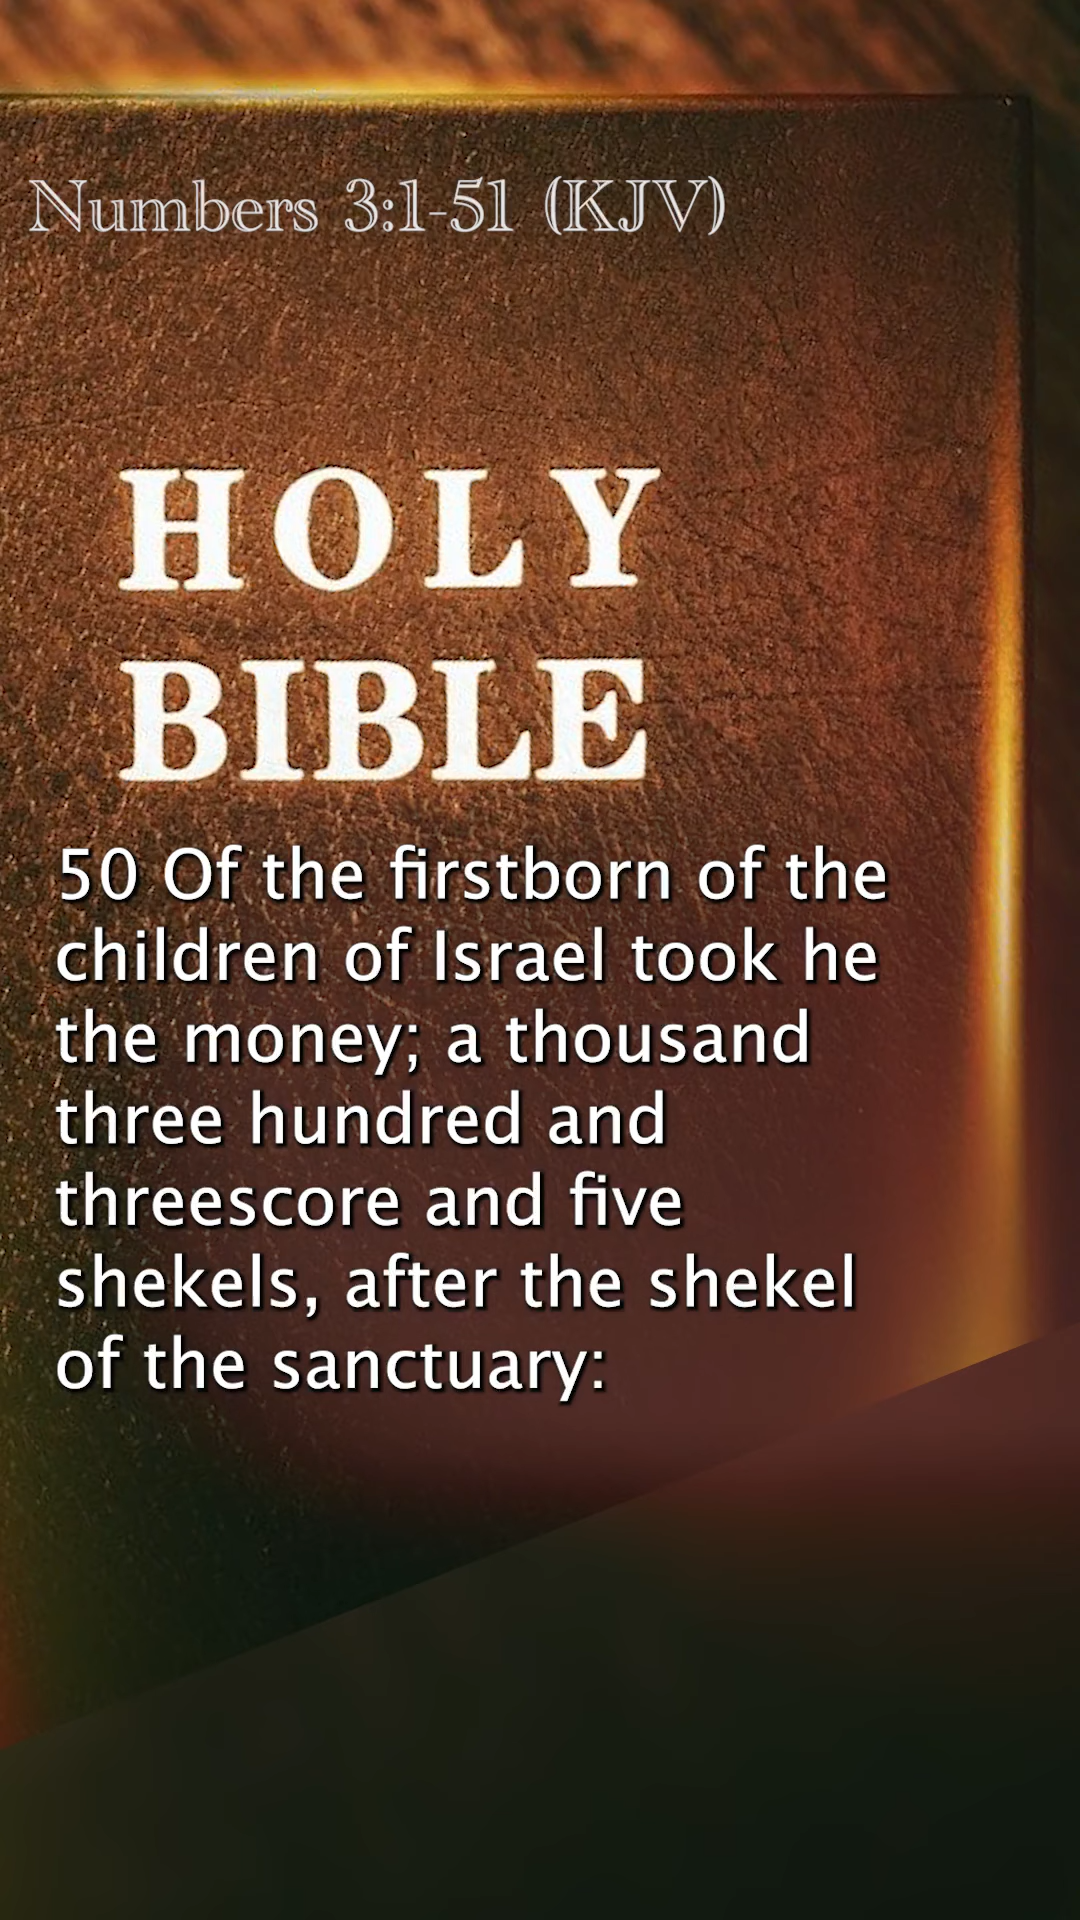 Numbers 3:1-51 (KJV)
HOLY
BIBLE
50 Of the firstborn of the
children of Israel took he
the money; a thousand
three hundred and
threescore and five
shekels, after the shekel
of the sanctuary: